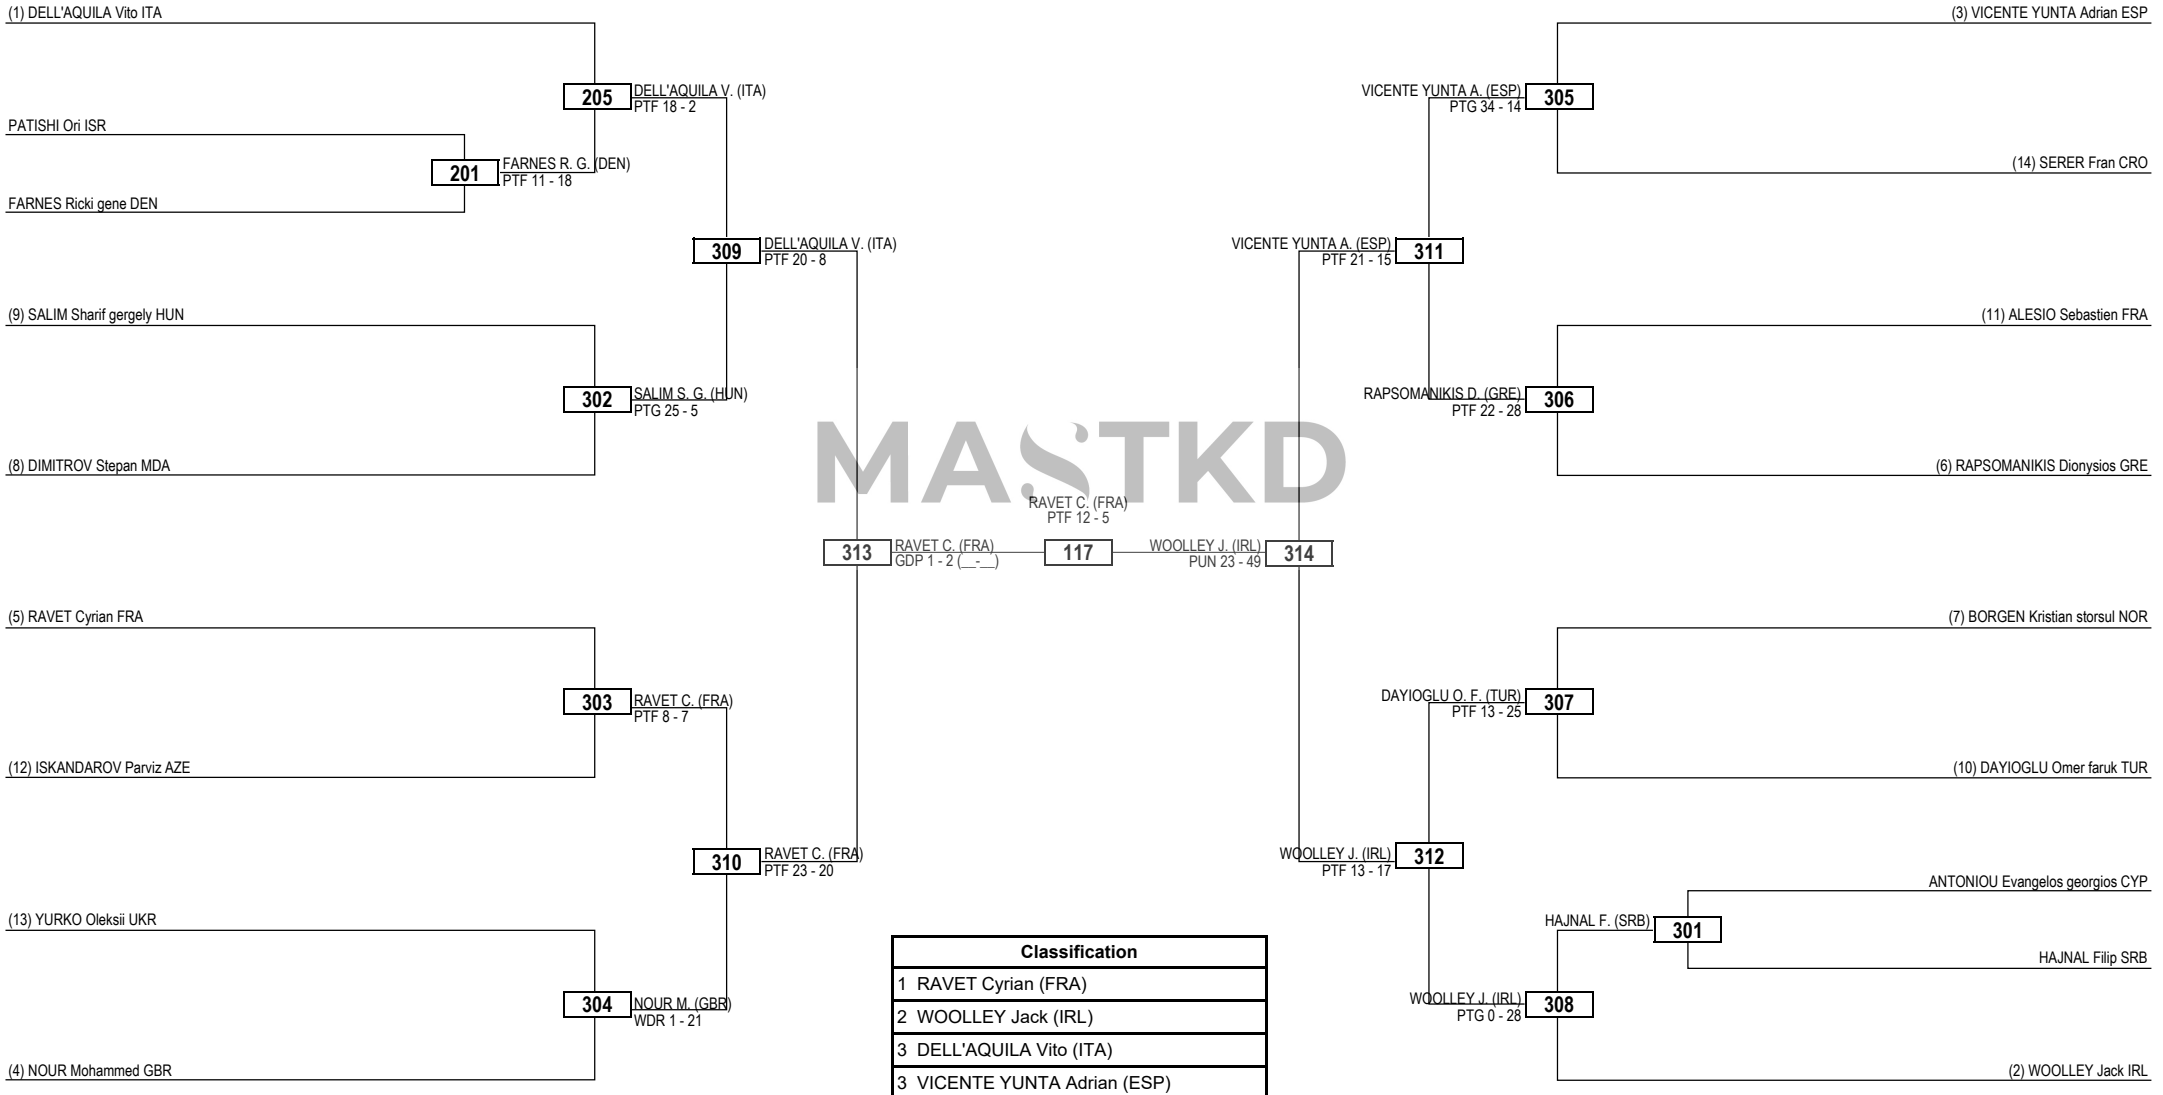 (1) DELL'AQUILA Vito ITA
(3) VICENTE YUNTA Adrian ESP
205
DELL'AQUILA V. (ITA)
PTF 18 - 2
VICENTE YUNTA A. (ESP)
PTG 34 - 14
305
PATISHI Ori ISR
201
FARNES R. G. (DEN)
PTF 11 - 18
(14) SERER Fran CRO
FARNES Ricki gene DEN
309
DELL'AQUILA V. (ITA)
PTF 20 - 8
VICENTE YUNTA A. (ESP)
PTF 21 - 15
311
(9) SALIM Sharif gergely HUN
(11) ALESIO Sebastien FRA
302
SALIM S. G. (HUN)
PTG 25 - 5
RAPSOMANIKIS D. (GRE)
PTF 22 - 28
306
(8) DIMITROV Stepan MDA
MASTKD
(6) RAPSOMANIKIS Dionysios GRE
RAVET C. (FRA)
PTF 12 - 5
313
RAVET C. (FRA)
GDP 1 - 2 (__-__)
117
WOOLLEY J. (IRL)
PUN 23 - 49
314
(5) RAVET Cyrian FRA
(7) BORGEN Kristian storsul NOR
303
RAVET C. (FRA)
PTF 8 - 7
DAYIOGLU O. F. (TUR)
PTF 13 - 25
307
(12) ISKANDAROV Parviz AZE
(10) DAYIOGLU Omer faruk TUR
310
RAVET C. (FRA)
PTF 23 - 20
WOOLLEY J. (IRL)
PTF 13 - 17
312
ANTONIOU Evangelos georgios CYP
(13) YURKO Oleksii UKR
HAJNAL F. (SRB)
301
HAJNAL Filip SRB
304
NOUR M. (GBR)
WDR 1 - 21
WOOLLEY J. (IRL)
PTG 0 - 28
308
(4) NOUR Mohammed GBR
(2) WOOLLEY Jack IRL
Classification
1 RAVET Cyrian (FRA)
2 WOOLLEY Jack (IRL)
3 DELL'AQUILA Vito (ITA)
3 VICENTE YUNTA Adrian (ESP)